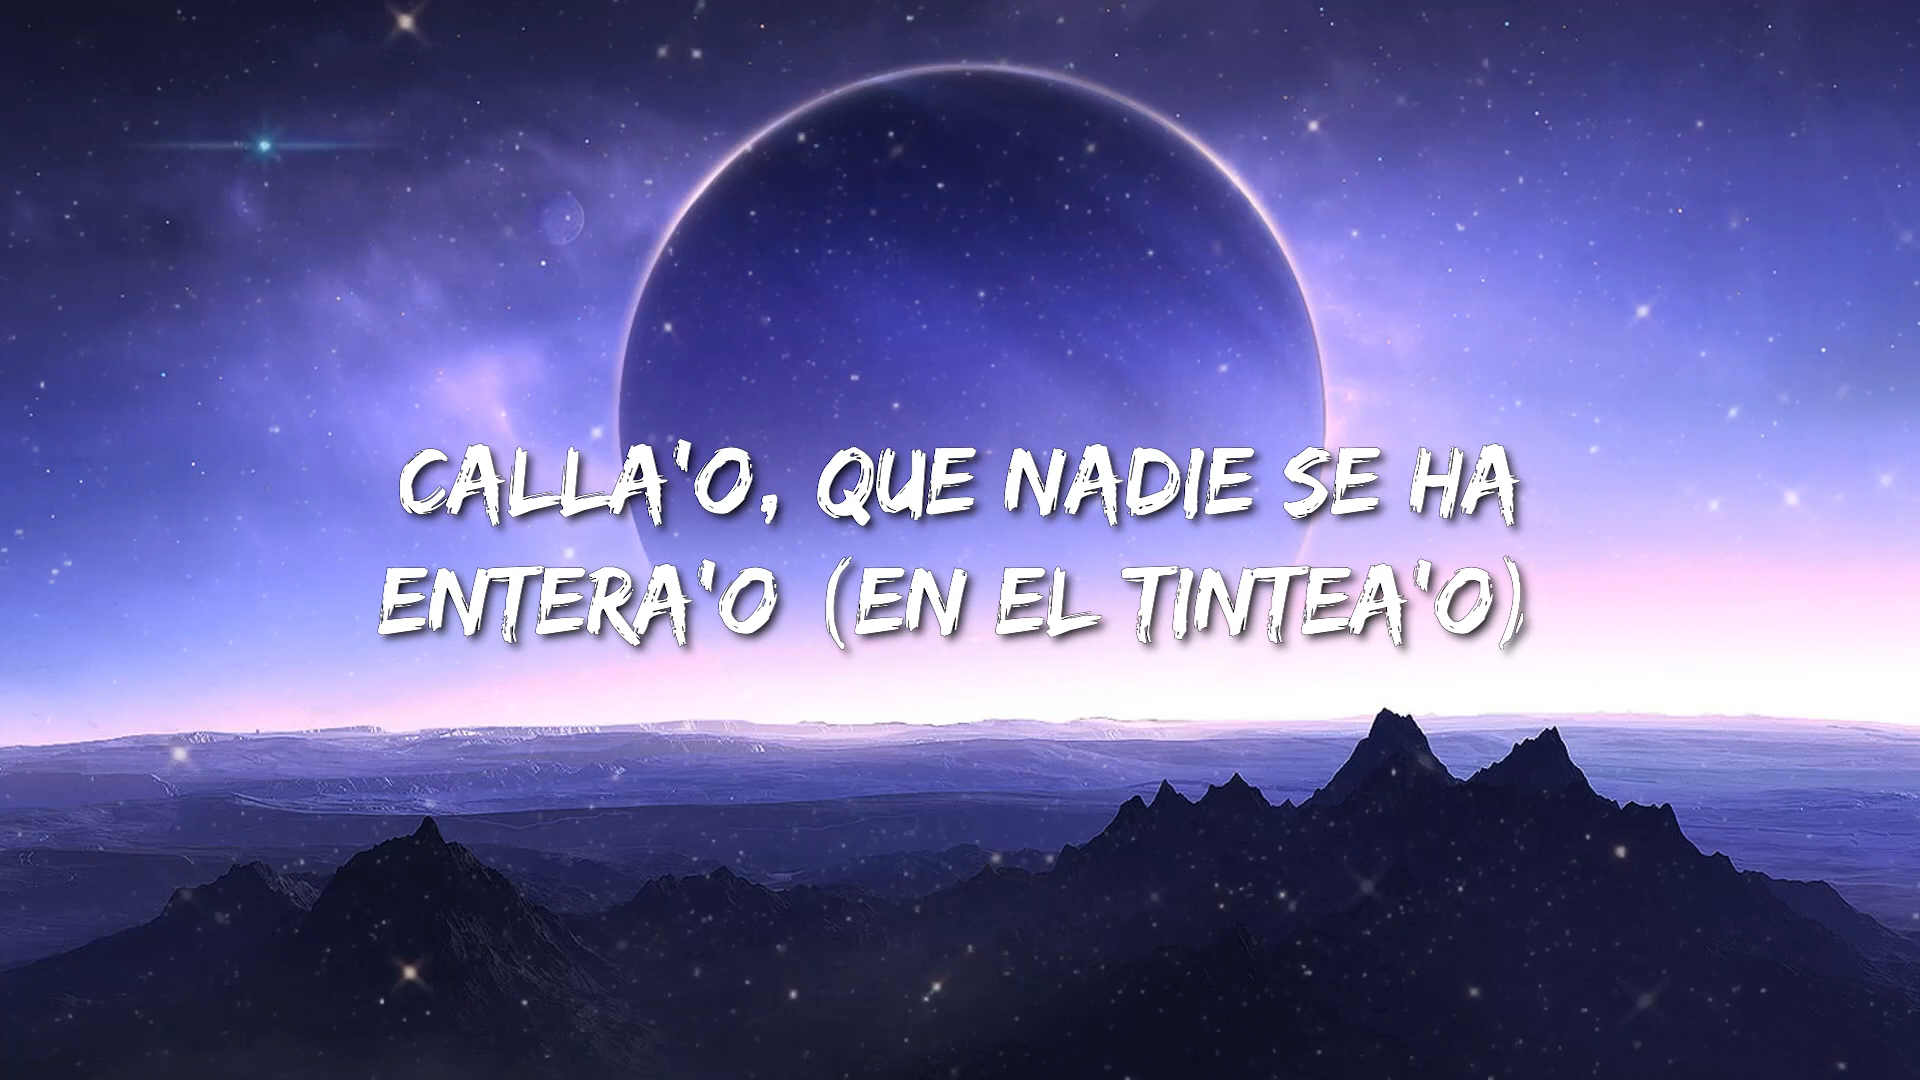 CALLA'O, QUE NADIE SE HA
ENTERA'O (EN EL TINTEA'O)